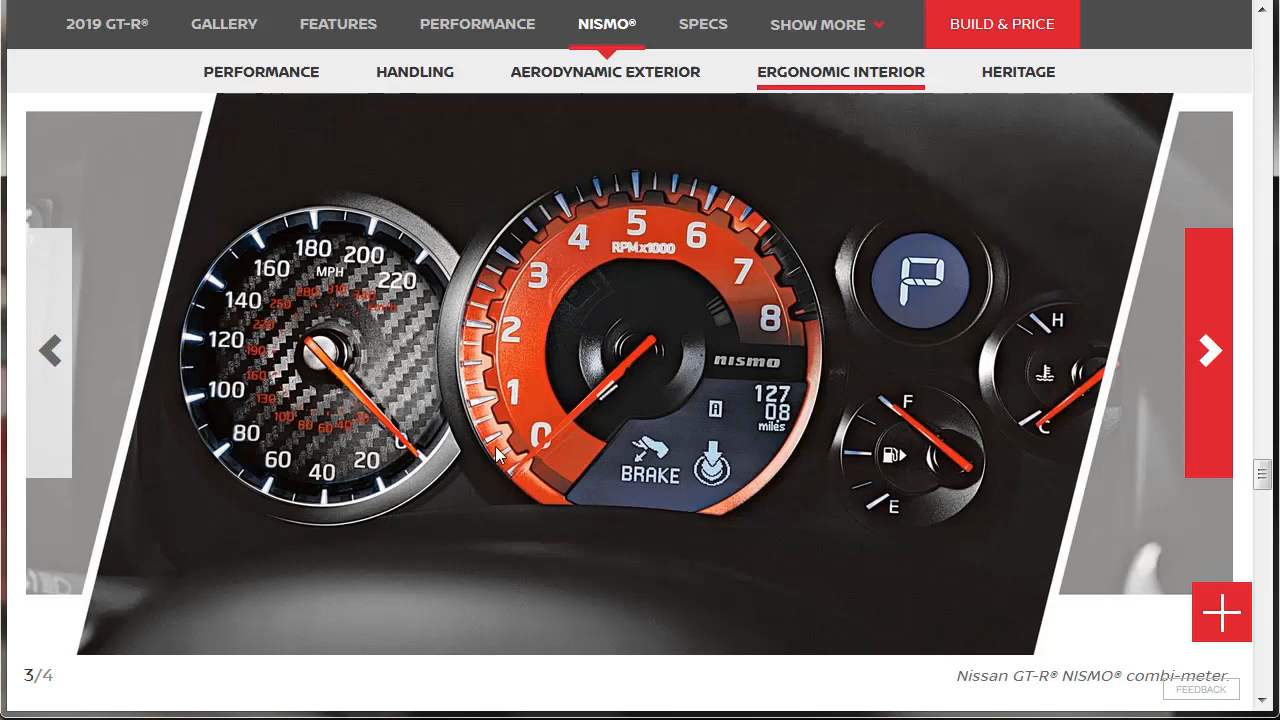 2019 GT-R®
GALLERY
FEATURES
PERFORMANCE
NISMO®
SPECS
SHOW MORE
BUILD & PRICE
PERFORMANCE
HANDLING
AERODYNAMIC EXTERIOR
ERGONOMIC INTERIOR
HERITAGE
0
20
40
60
80
100
120
140
160
180
200
220
MPH
0
1
2
3
4
5
6
7
8
RPMx1000
nismo
A
127
08
miles
BRAKE
P
H
C
F
E
3/4
Nissan GT-R® NISMO® combi-meter.
FEEDBACK